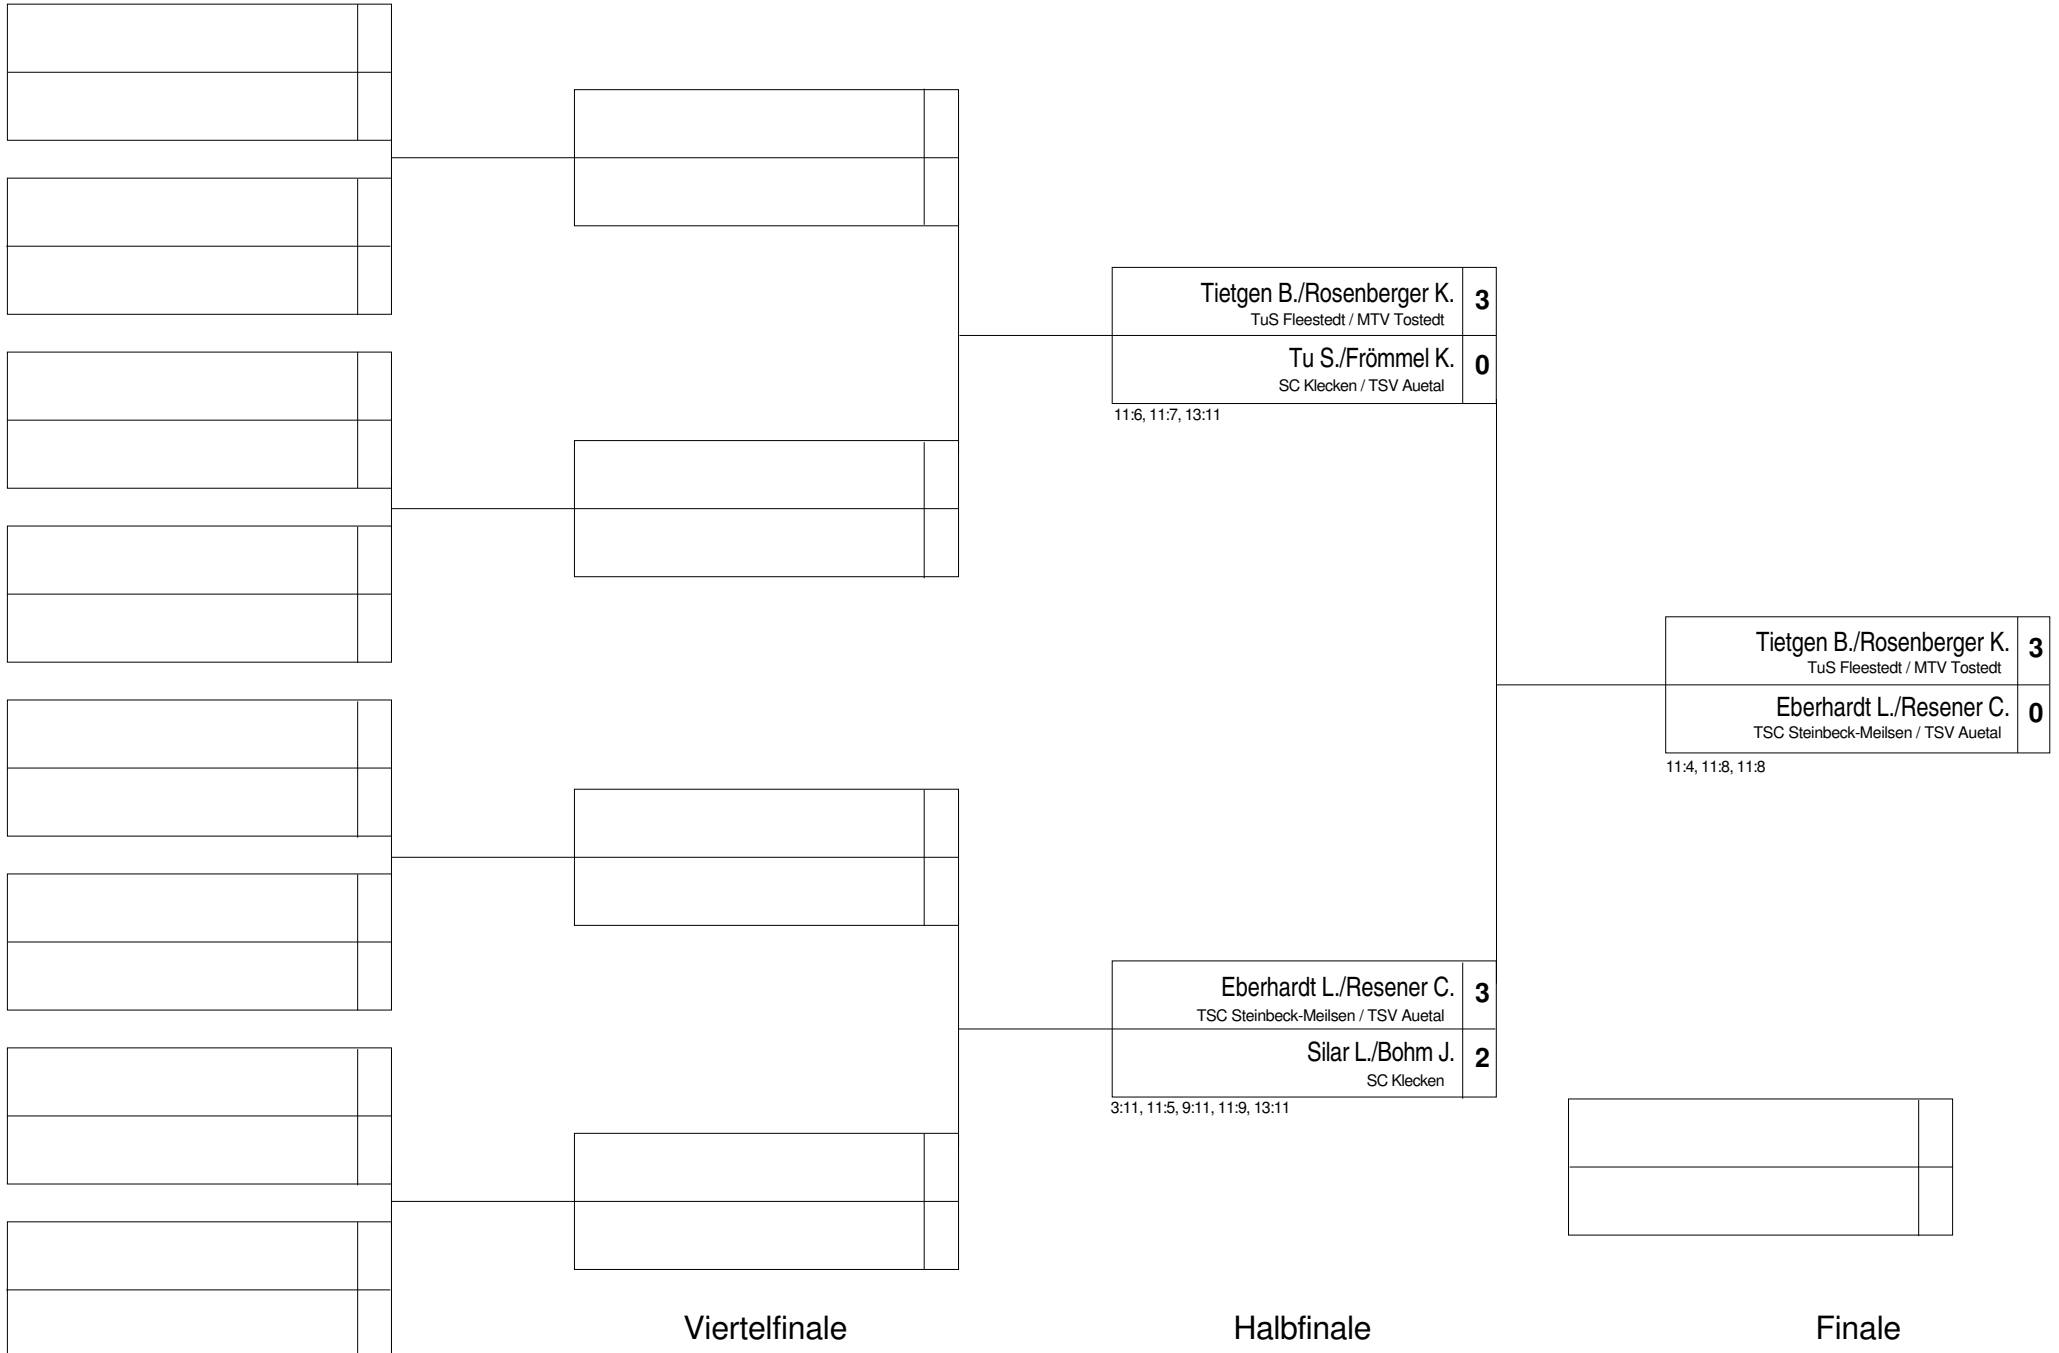 Tietgen B./Rosenberger K. 3
TuS Fleestedt / MTV Tostedt
Tu S./Frömmel K. 0
SC Klecken / TSV Auetal
11:6, 11:7, 13:11
Tietgen B./Rosenberger K. 3
TuS Fleestedt / MTV Tostedt
Eberhardt L./Resener C. 0
TSC Steinbeck-Meilsen / TSV Auetal
11:4, 11:8, 11:8
Eberhardt L./Resener C. 3
TSC Steinbeck-Meilsen / TSV Auetal
Silar L./Bohm J. 2
SC Klecken
3:11, 11:5, 9:11, 11:9, 13:11
Viertelfinale Halbfinale Finale